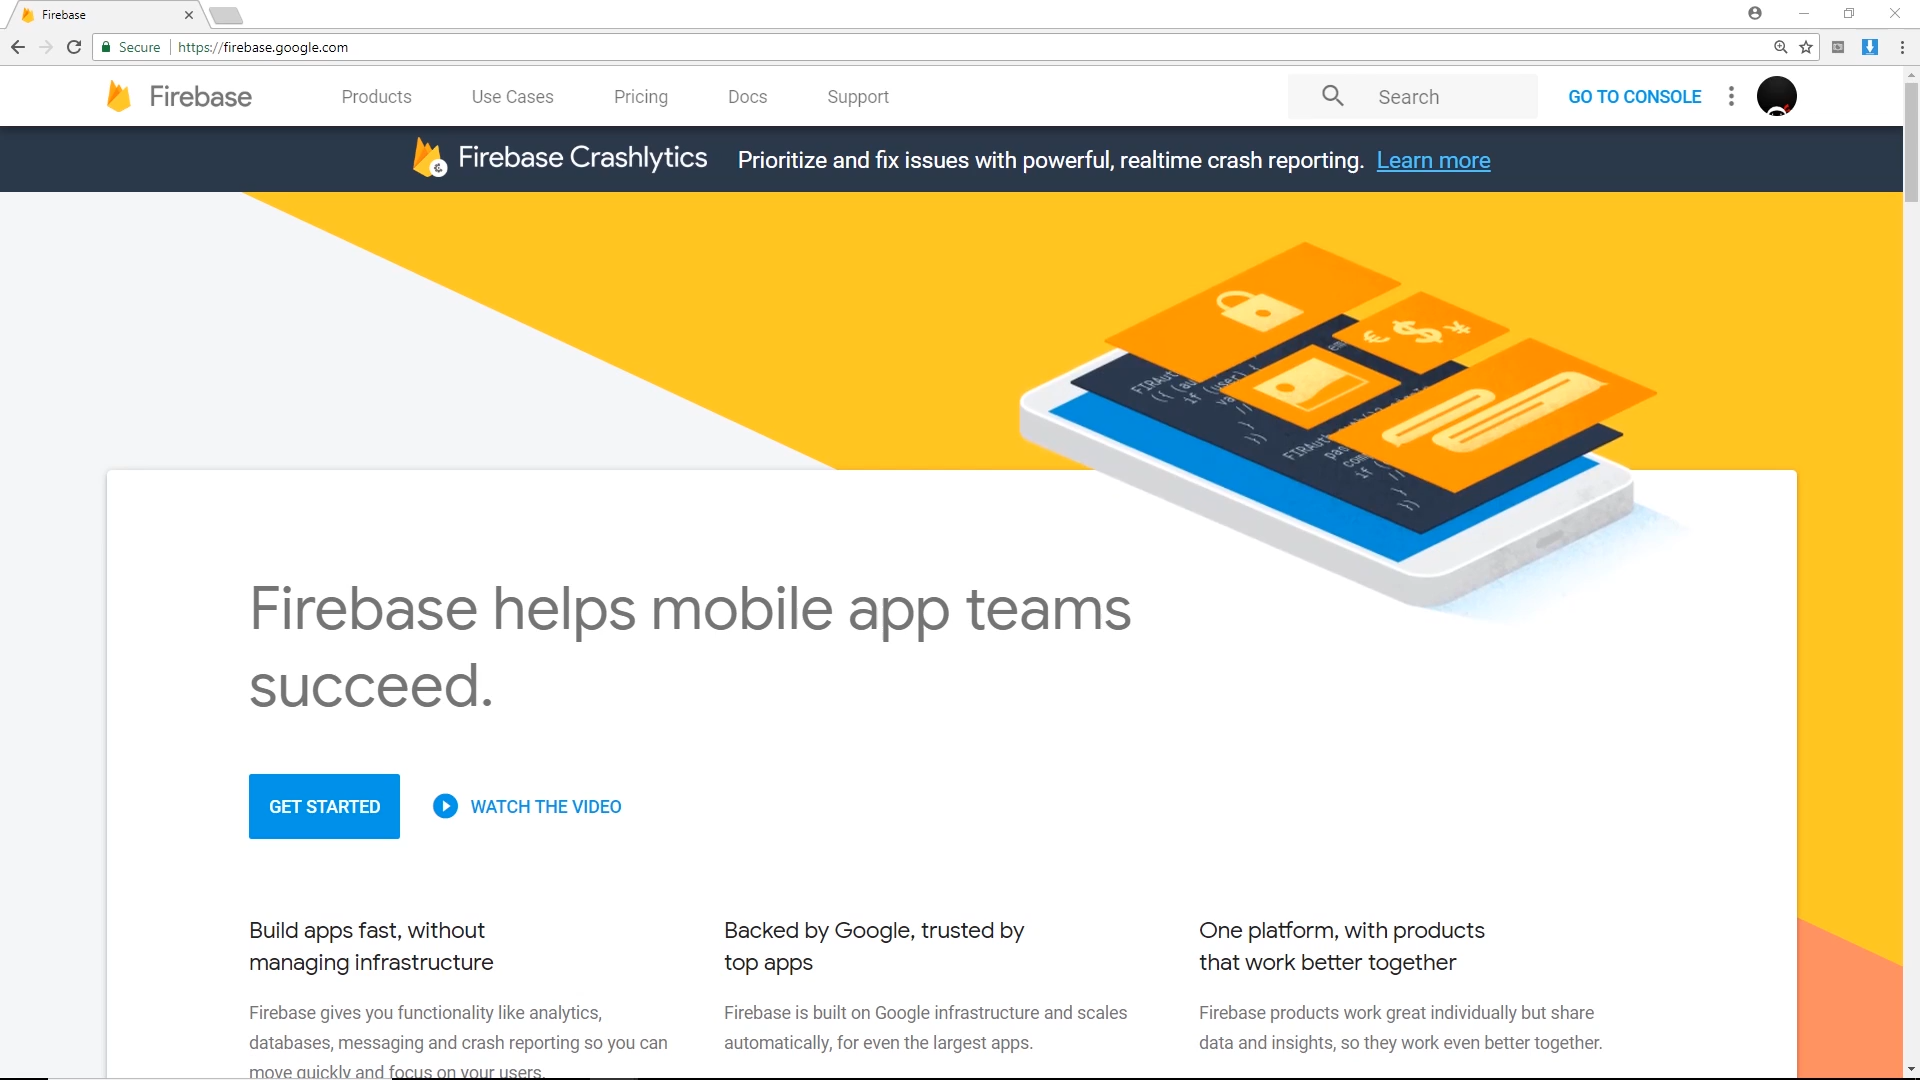 Firebase
Secure
https://firebase.google.com
Firebase
Products
Use Cases
Pricing
Docs
Support
Search
GO TO CONSOLE
Firebase Crashlytics
Prioritize and fix issues with powerful, realtime crash reporting. Learn more
Firebase helps mobile app teams
succeed.
GET STARTED
WATCH THE VIDEO
Build apps fast, without
managing infrastructure
Firebase gives you functionality like analytics,
databases, messaging and crash reporting so you can
move quickly and focus on your users.
Backed by Google, trusted by
top apps
Firebase is built on Google infrastructure and scales
automatically, for even the largest apps.
One platform, with products
that work better together
Firebase products work great individually but share
data and insights, so they work even better together.